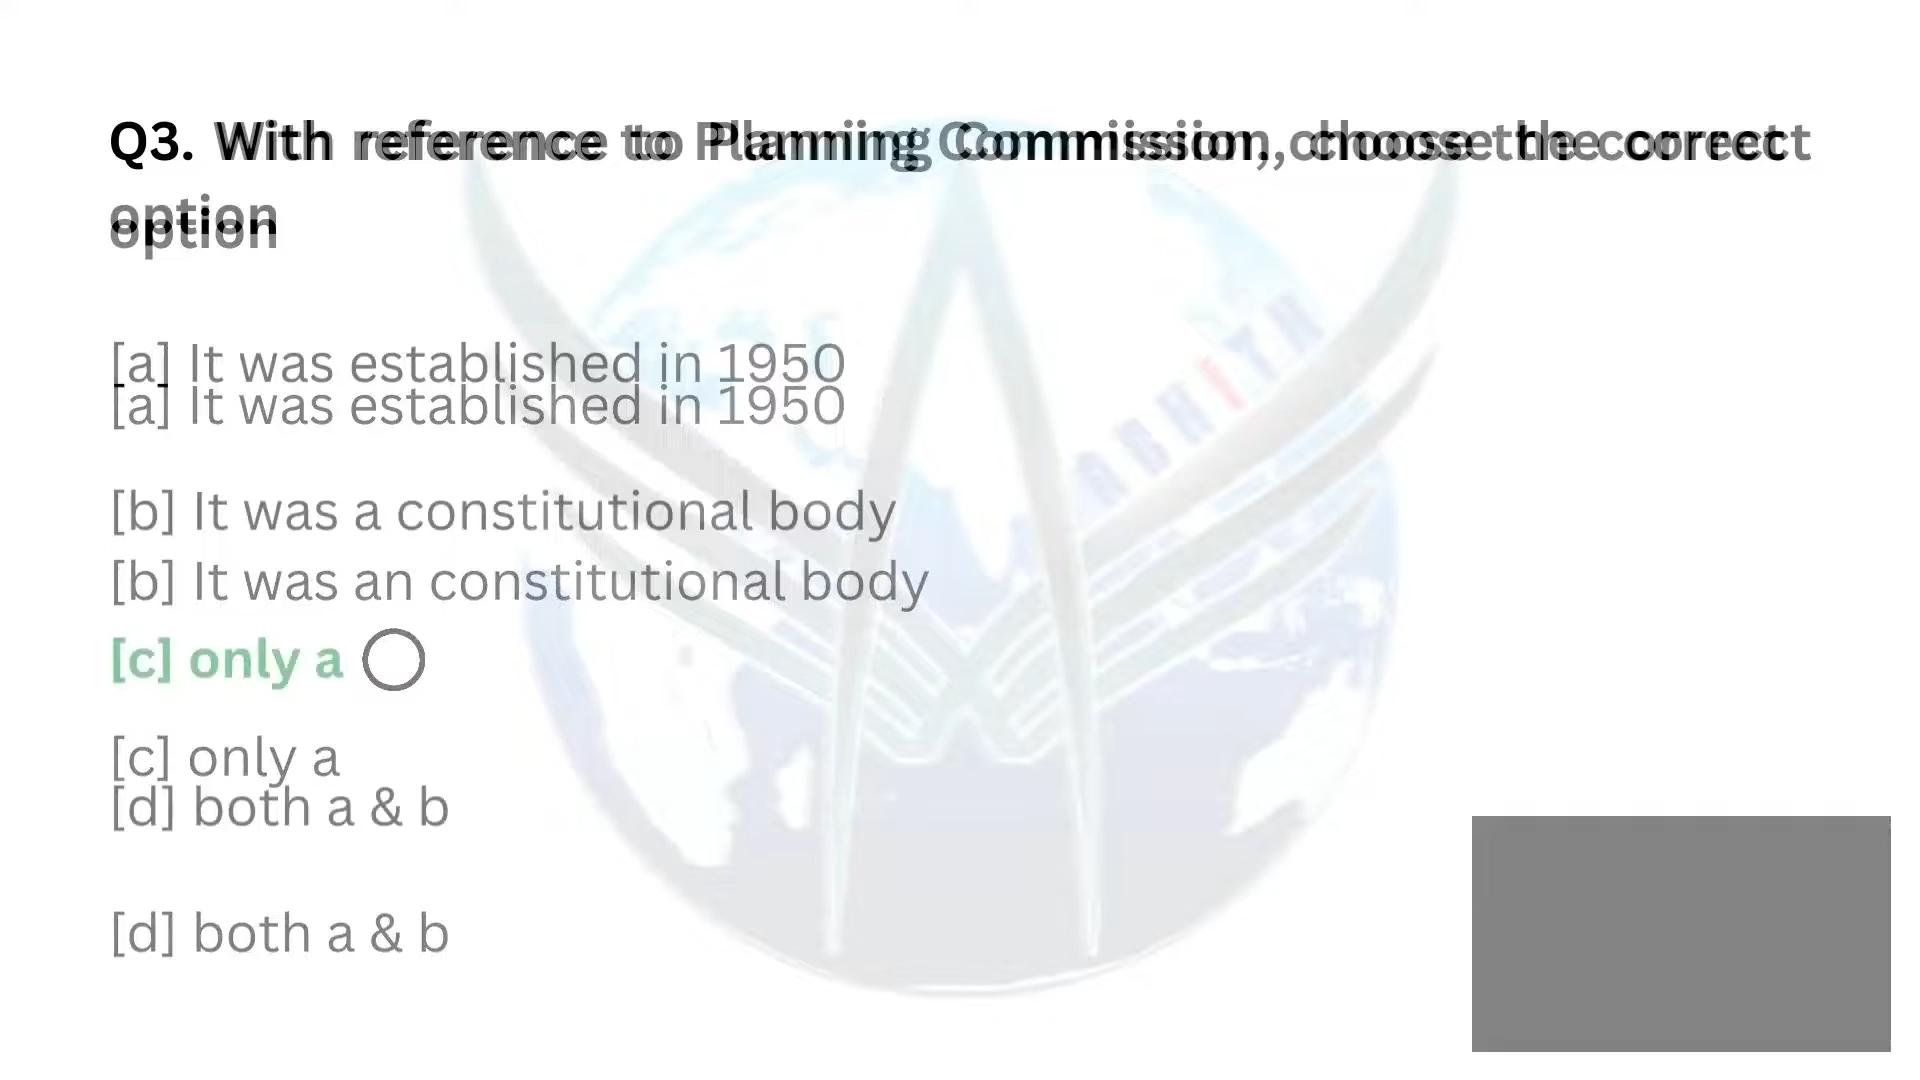 Q3. With reference to Planning Commission, choose the correct
option
[a] It was established in 1950
[a] It was established in 1950
[b] It was a constitutional body
[b] It was an constitutional body
[c] only a
[c] only a
[d] both a & b
[d] both a & b